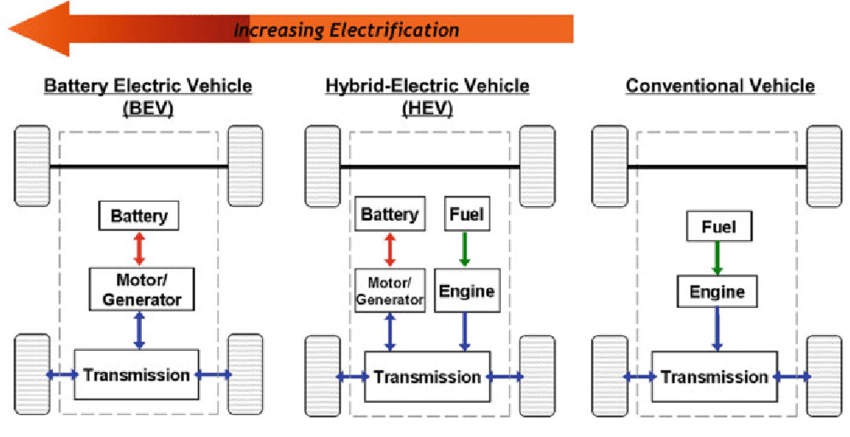 Increasing Electrification
Battery Electric Vehicle
(BEV)
Battery
Motor/
Generator
Transmission
Hybrid-Electric Vehicle
(HEV)
Battery
Fuel
Motor/
Generator
Engine
Transmission
Conventional Vehicle
Fuel
Engine
Transmission